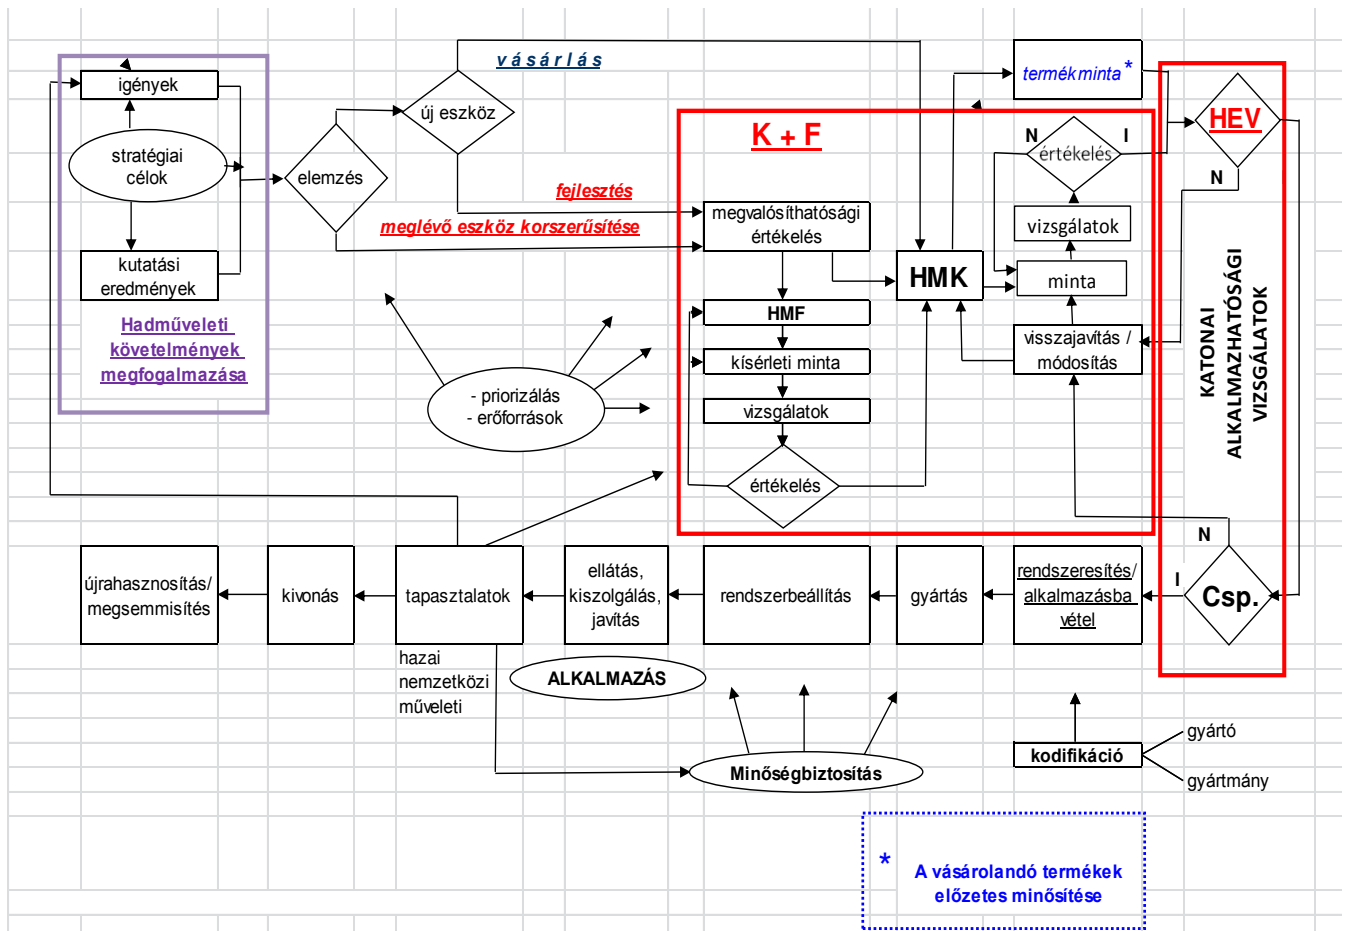 igények
stratégiai
célok
kutatási
eredmények
Hadműveleti
követelmények
megfogalmazása
elemzés
új eszköz
vásárlás
fejlesztés
meglévő eszköz korszerűsítése
- priorizálás
- erőforrások
K + F
megvalósíthatósági
értékelés
HMF
kísérleti minta
vizsgálatok
értékelés
HMK
termékminta *
N
értékelés
I
vizsgálatok
minta
visszajavítás /
módosítás
HEV
N
KATONAI
ALKALMAZHATÓSÁGI
VIZSGÁLATOK
N
I
Csp.
újrahasznosítás/
megsemmisítés
kivonás
tapasztalatok
ellátás,
kiszolgálás,
javítás
rendszerbeállítás
gyártás
rendszeresítés/
alkalmazásba
vétel
hazai
nemzetközi
műveleti
ALKALMAZÁS
Minőségbiztosítás
kodifikáció
gyártó
gyártmány
* A vásárolandó termékek
előzetes minősítése